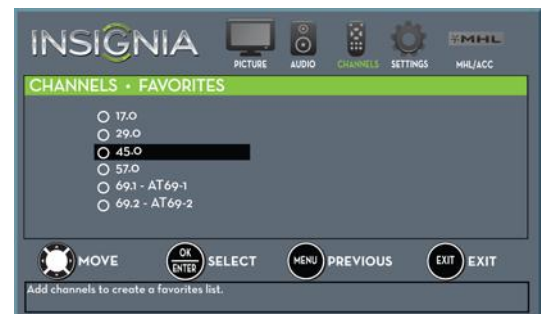 INSIGNIA
PICTURE AUDIO CHANNELS SETTINGS MHL MHL/ACC
CHANNELS • FAVORITES
17.0
29.0
45.0
57.0
69.1 - AT69-1
69.2 - AT69-2
MOVE OK ENTER SELECT MENU PREVIOUS EXIT EXIT
Add channels to create a favorites list.